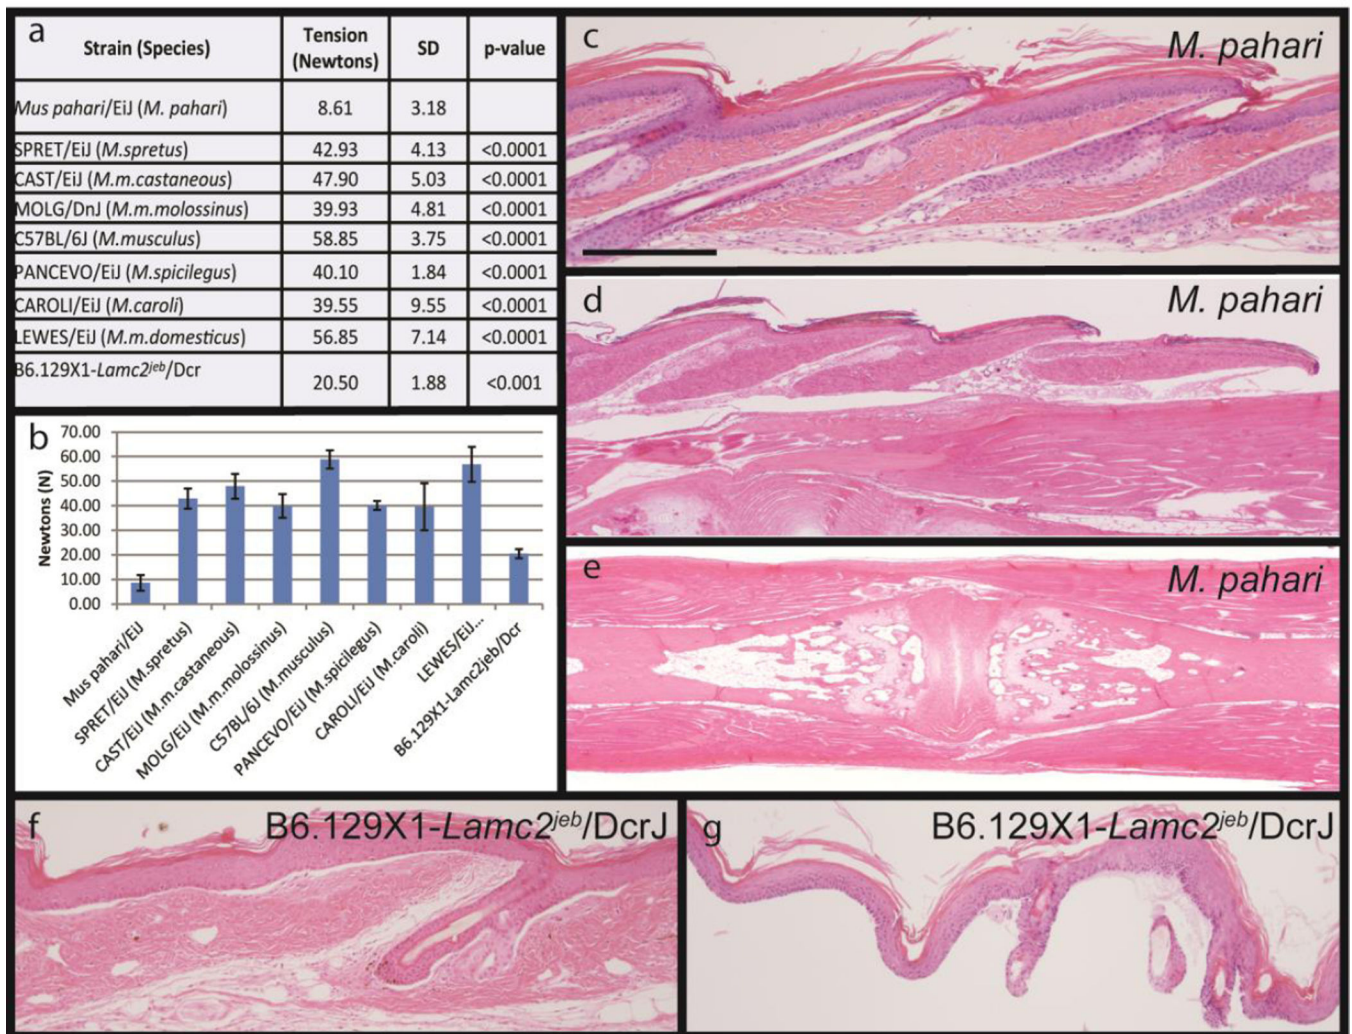 a
Strain (Species) Tension (Newtons) SD p-value
Mus pahari/EiJ (M. pahari) 8.61 3.18
SPRET/EiJ (M.spretus) 42.93 4.13 <0.0001
CAST/EiJ (M.m.castaneous) 47.90 5.03 <0.0001
MOLG/DnJ (M.m.molossinus) 39.93 4.81 <0.0001
C57BL/6J (M.musculus) 58.85 3.75 <0.0001
PANCEVO/EiJ (M.spicilegus) 40.10 1.84 <0.0001
CAROLI/EiJ (M.caroli) 39.55 9.55 <0.0001
LEWES/EiJ (M.m.domesticus) 56.85 7.14 <0.0001
B6.129X1-Lamc2jeb/Dcr 20.50 1.88 <0.001
b
Newtons (N)
70.00
60.00
50.00
40.00
30.00
20.00
10.00
0.00
Mus pahari/EiJ
SPRET/EiJ (M.spretus)
CAST/EiJ (M.m.castaneous)
MOLG/EiJ (M.m.molossinus)
C57BL/6J (M.musculus)
PANCEVO/EiJ (M.spicilegus)
CAROLI/EiJ (M.caroli)
LEWES/EiJ...
B6.129X1-Lamc2jeb/Dcr
c
M. pahari
d
M. pahari
e
M. pahari
f
B6.129X1-Lamc2jeb/DcrJ
g
B6.129X1-Lamc2jeb/DcrJ